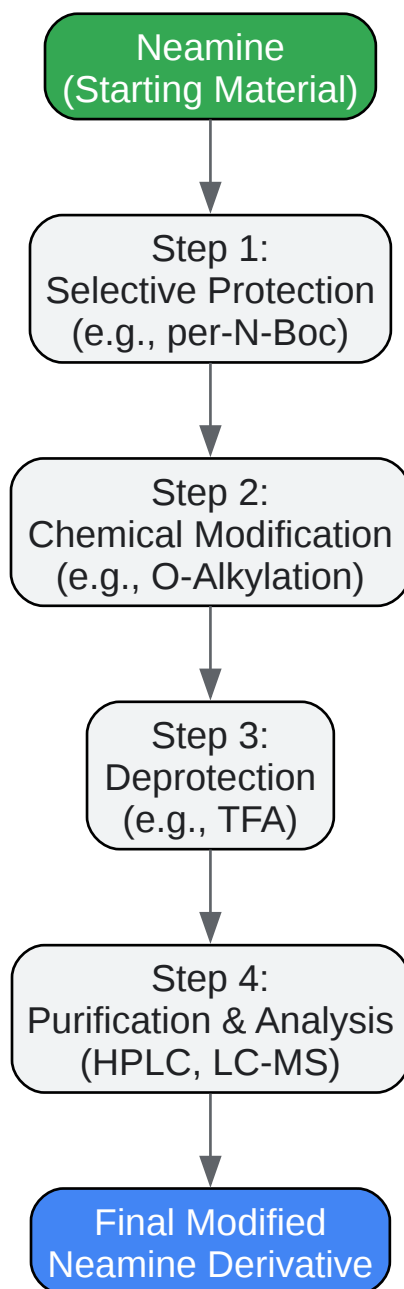 Neamine
(Starting Material)
Step 1:
Selective Protection
(e.g., per-N-Boc)
Step 2:
Chemical Modification
(e.g., O-Alkylation)
Step 3:
Deprotection
(e.g., TFA)
Step 4:
Purification & Analysis
(HPLC, LC-MS)
Final Modified
Neamine Derivative